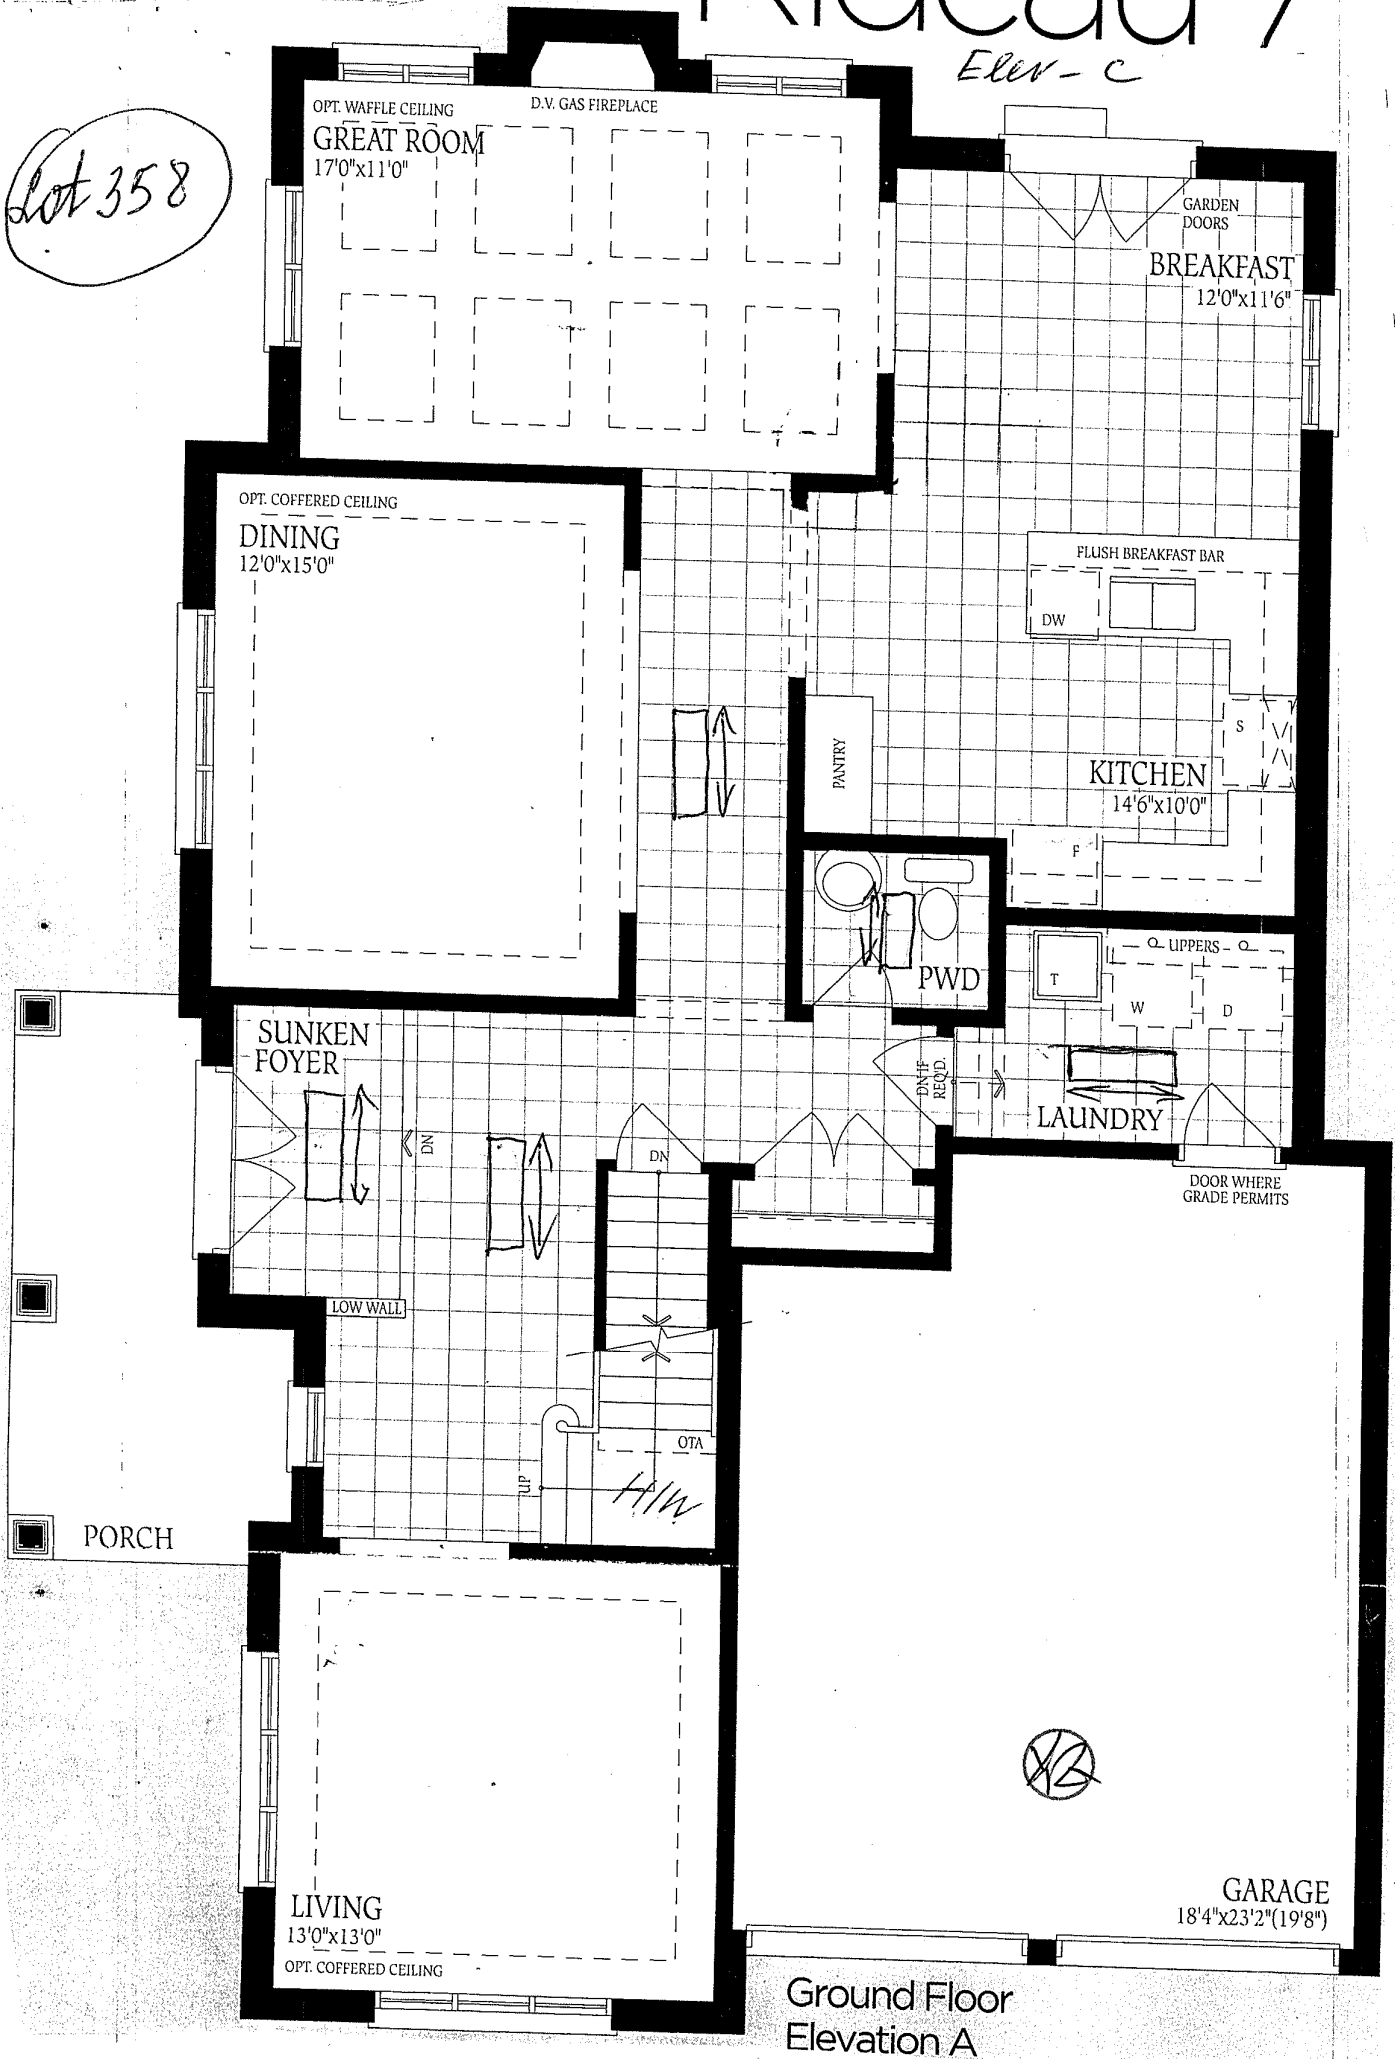 Rideau 7
Elev - C
Lot 358
OPT. WAFFLE CEILING
GREAT ROOM
17'0"x11'0"
D.V. GAS FIREPLACE
GARDEN
DOORS
BREAKFAST
12'0"x11'6"
OPT. COFFERED CEILING
DINING
12'0"x15'0"
FLUSH BREAKFAST BAR
DW
S
PANTRY
KITCHEN
14'6"x10'0"
F
PWD
UPPERS
T
W
D
SUNKEN
FOYER
DN
DN
DN IF
REQ'D.
LAUNDRY
DOOR WHERE
GRADE PERMITS
LOW WALL
OTA
UP
H/W
PORCH
LIVING
13'0"x13'0"
OPT. COFFERED CEILING
GARAGE
18'4"x23'2"(19'8")
Ground Floor
Elevation A